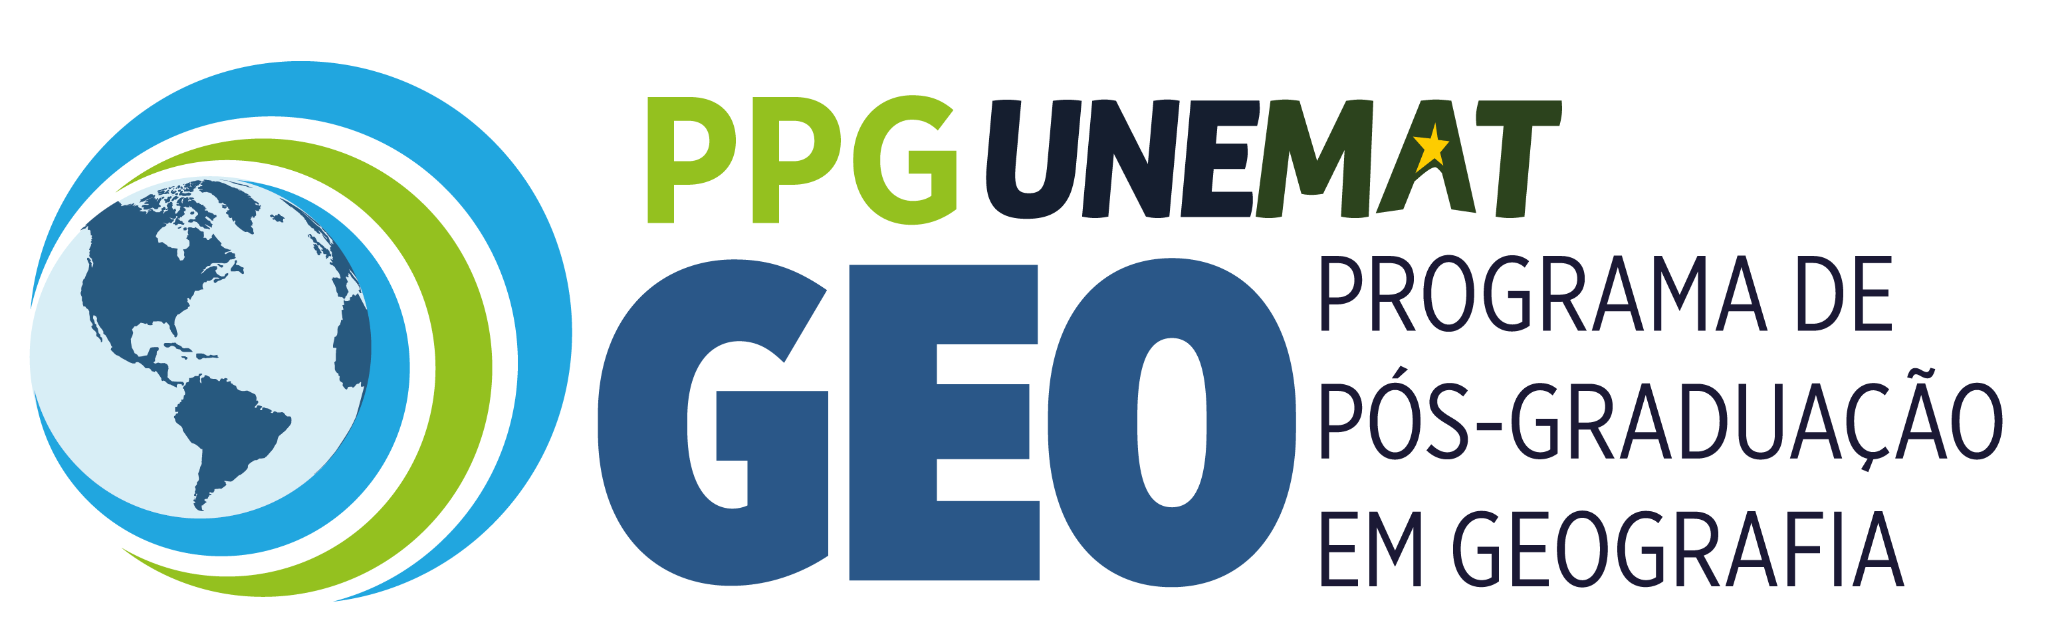 PPG UNEMAT
GEO
PROGRAMA DE
PÓS-GRADUAÇÃO
EM GEOGRAFIA